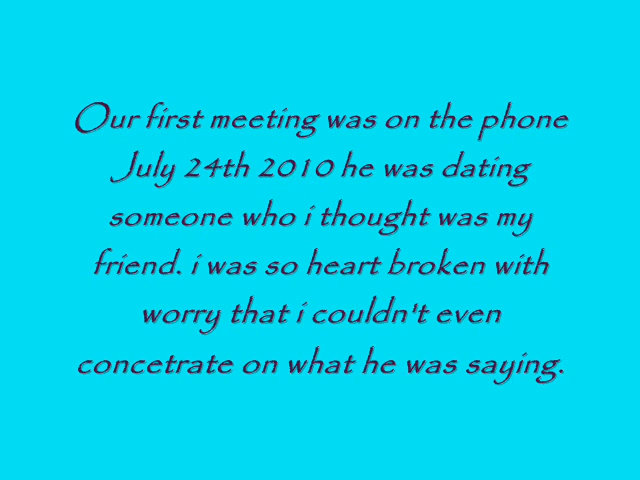 Our first meeting was on the phone
July 24th 2010 he was dating
someone who i thought was my
friend. i was so heart broken with
worry that i couldn't even
concetrate on what he was saying.